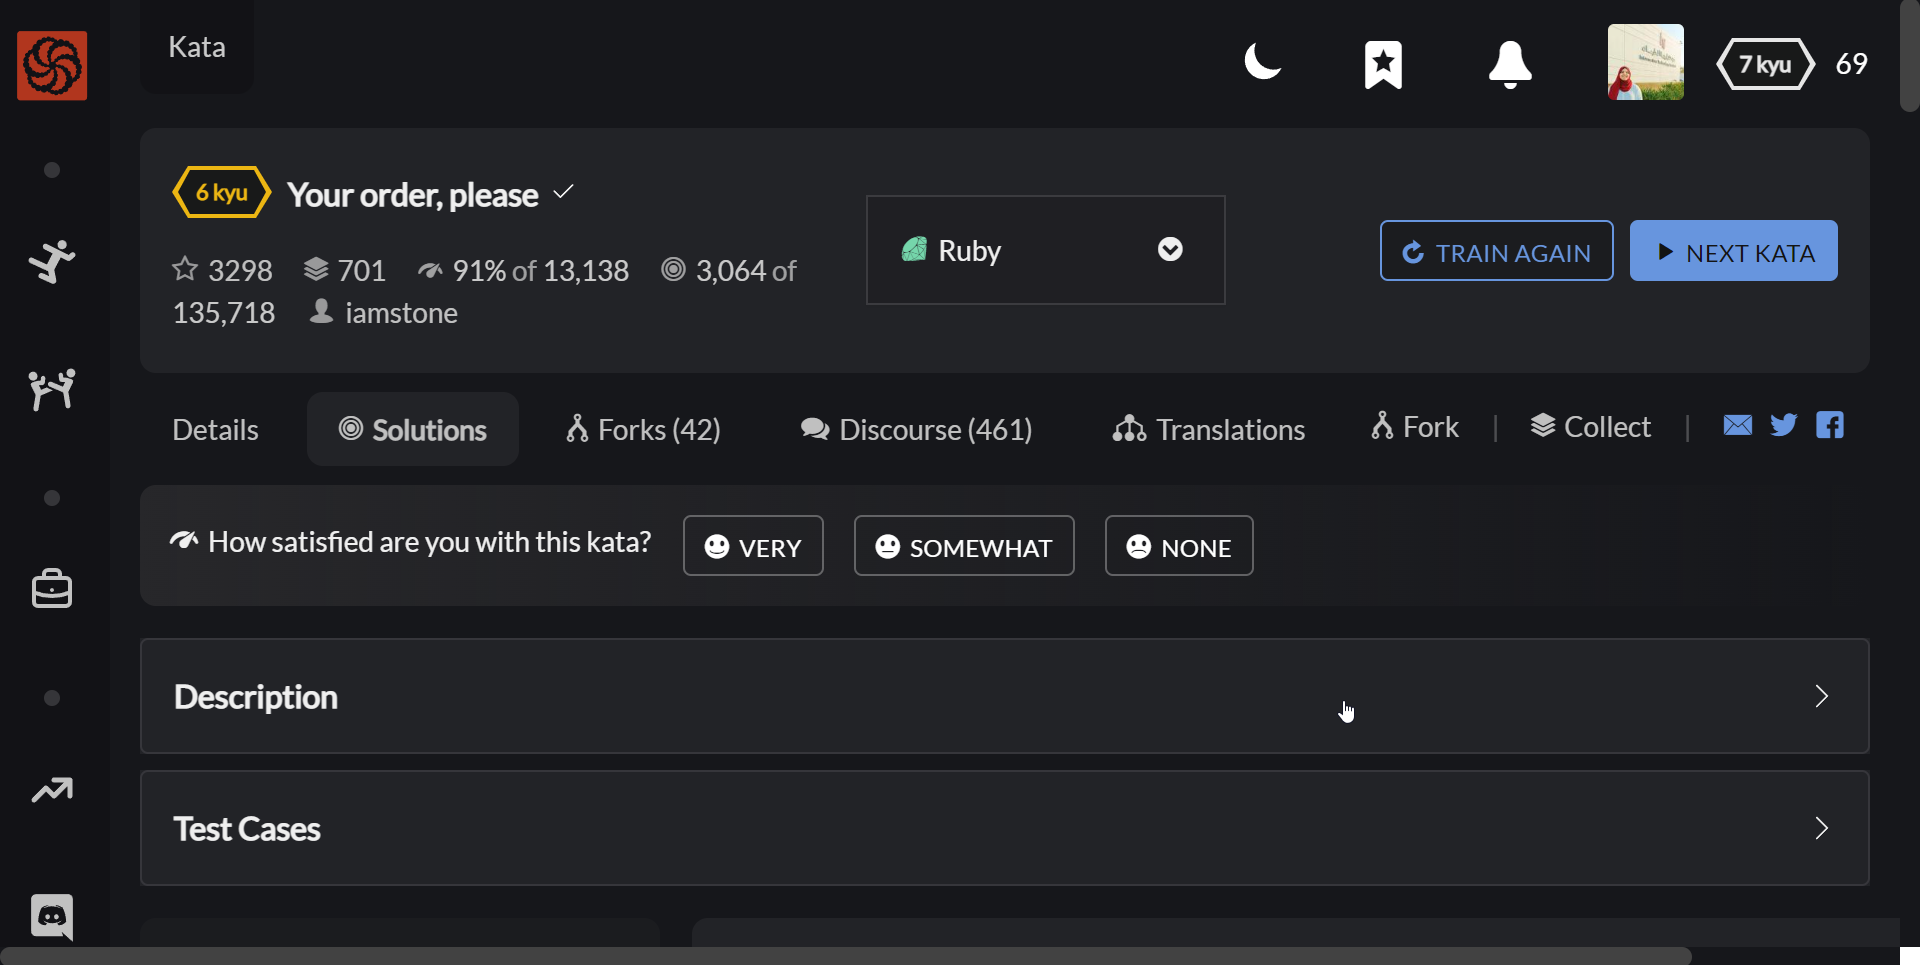 Kata
7 kyu 69
6 kyu Your order, please
3298 701 91% of 13,138 3,064 of
135,718 iamstone
Ruby
TRAIN AGAIN
NEXT KATA
Details Solutions Forks (42) Discourse (461) Translations Fork | Collect |
How satisfied are you with this kata? VERY SOMEWHAT NONE
Description
Test Cases